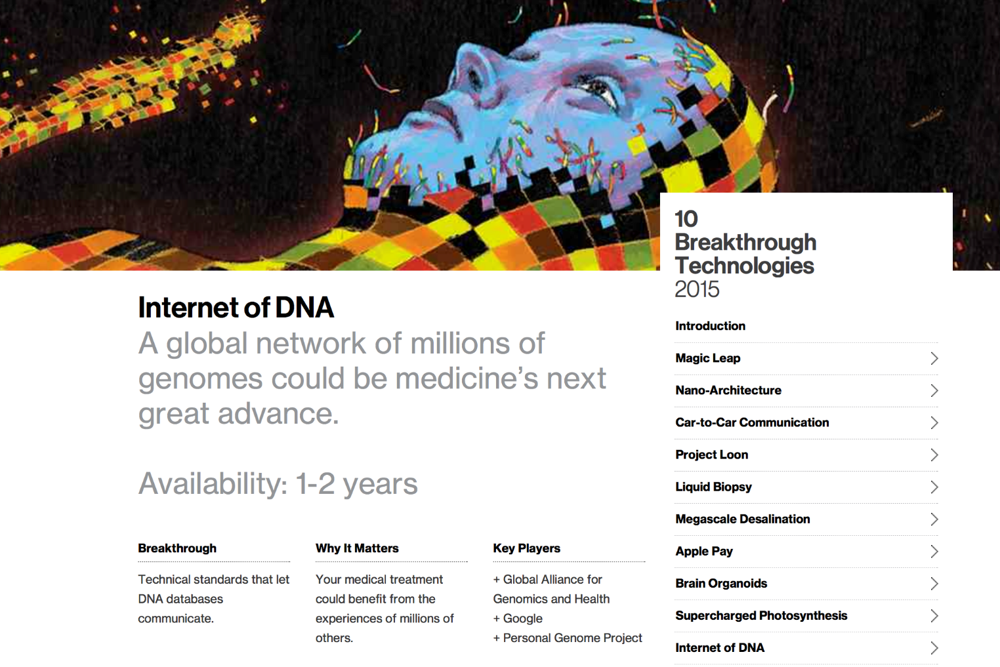 Internet of DNA
A global network of millions of
genomes could be medicine’s next
great advance.
Availability: 1-2 years
Breakthrough
Technical standards that let
DNA databases
communicate.
Why It Matters
Your medical treatment
could benefit from the
experiences of millions of
others.
Key Players
+ Global Alliance for
Genomics and Health
+ Google
+ Personal Genome Project
10
Breakthrough
Technologies
2015
Introduction
Magic Leap
Nano-Architecture
Car-to-Car Communication
Project Loon
Liquid Biopsy
Megascale Desalination
Apple Pay
Brain Organoids
Supercharged Photosynthesis
Internet of DNA